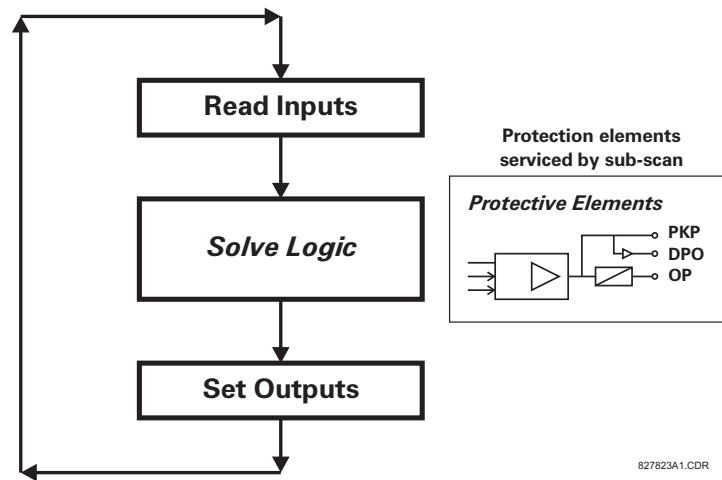 Read Inputs
Protection elements
serviced by sub-scan
Protective Elements
PKP
DPO
OP
Solve Logic
Set Outputs
827823A1.CDR